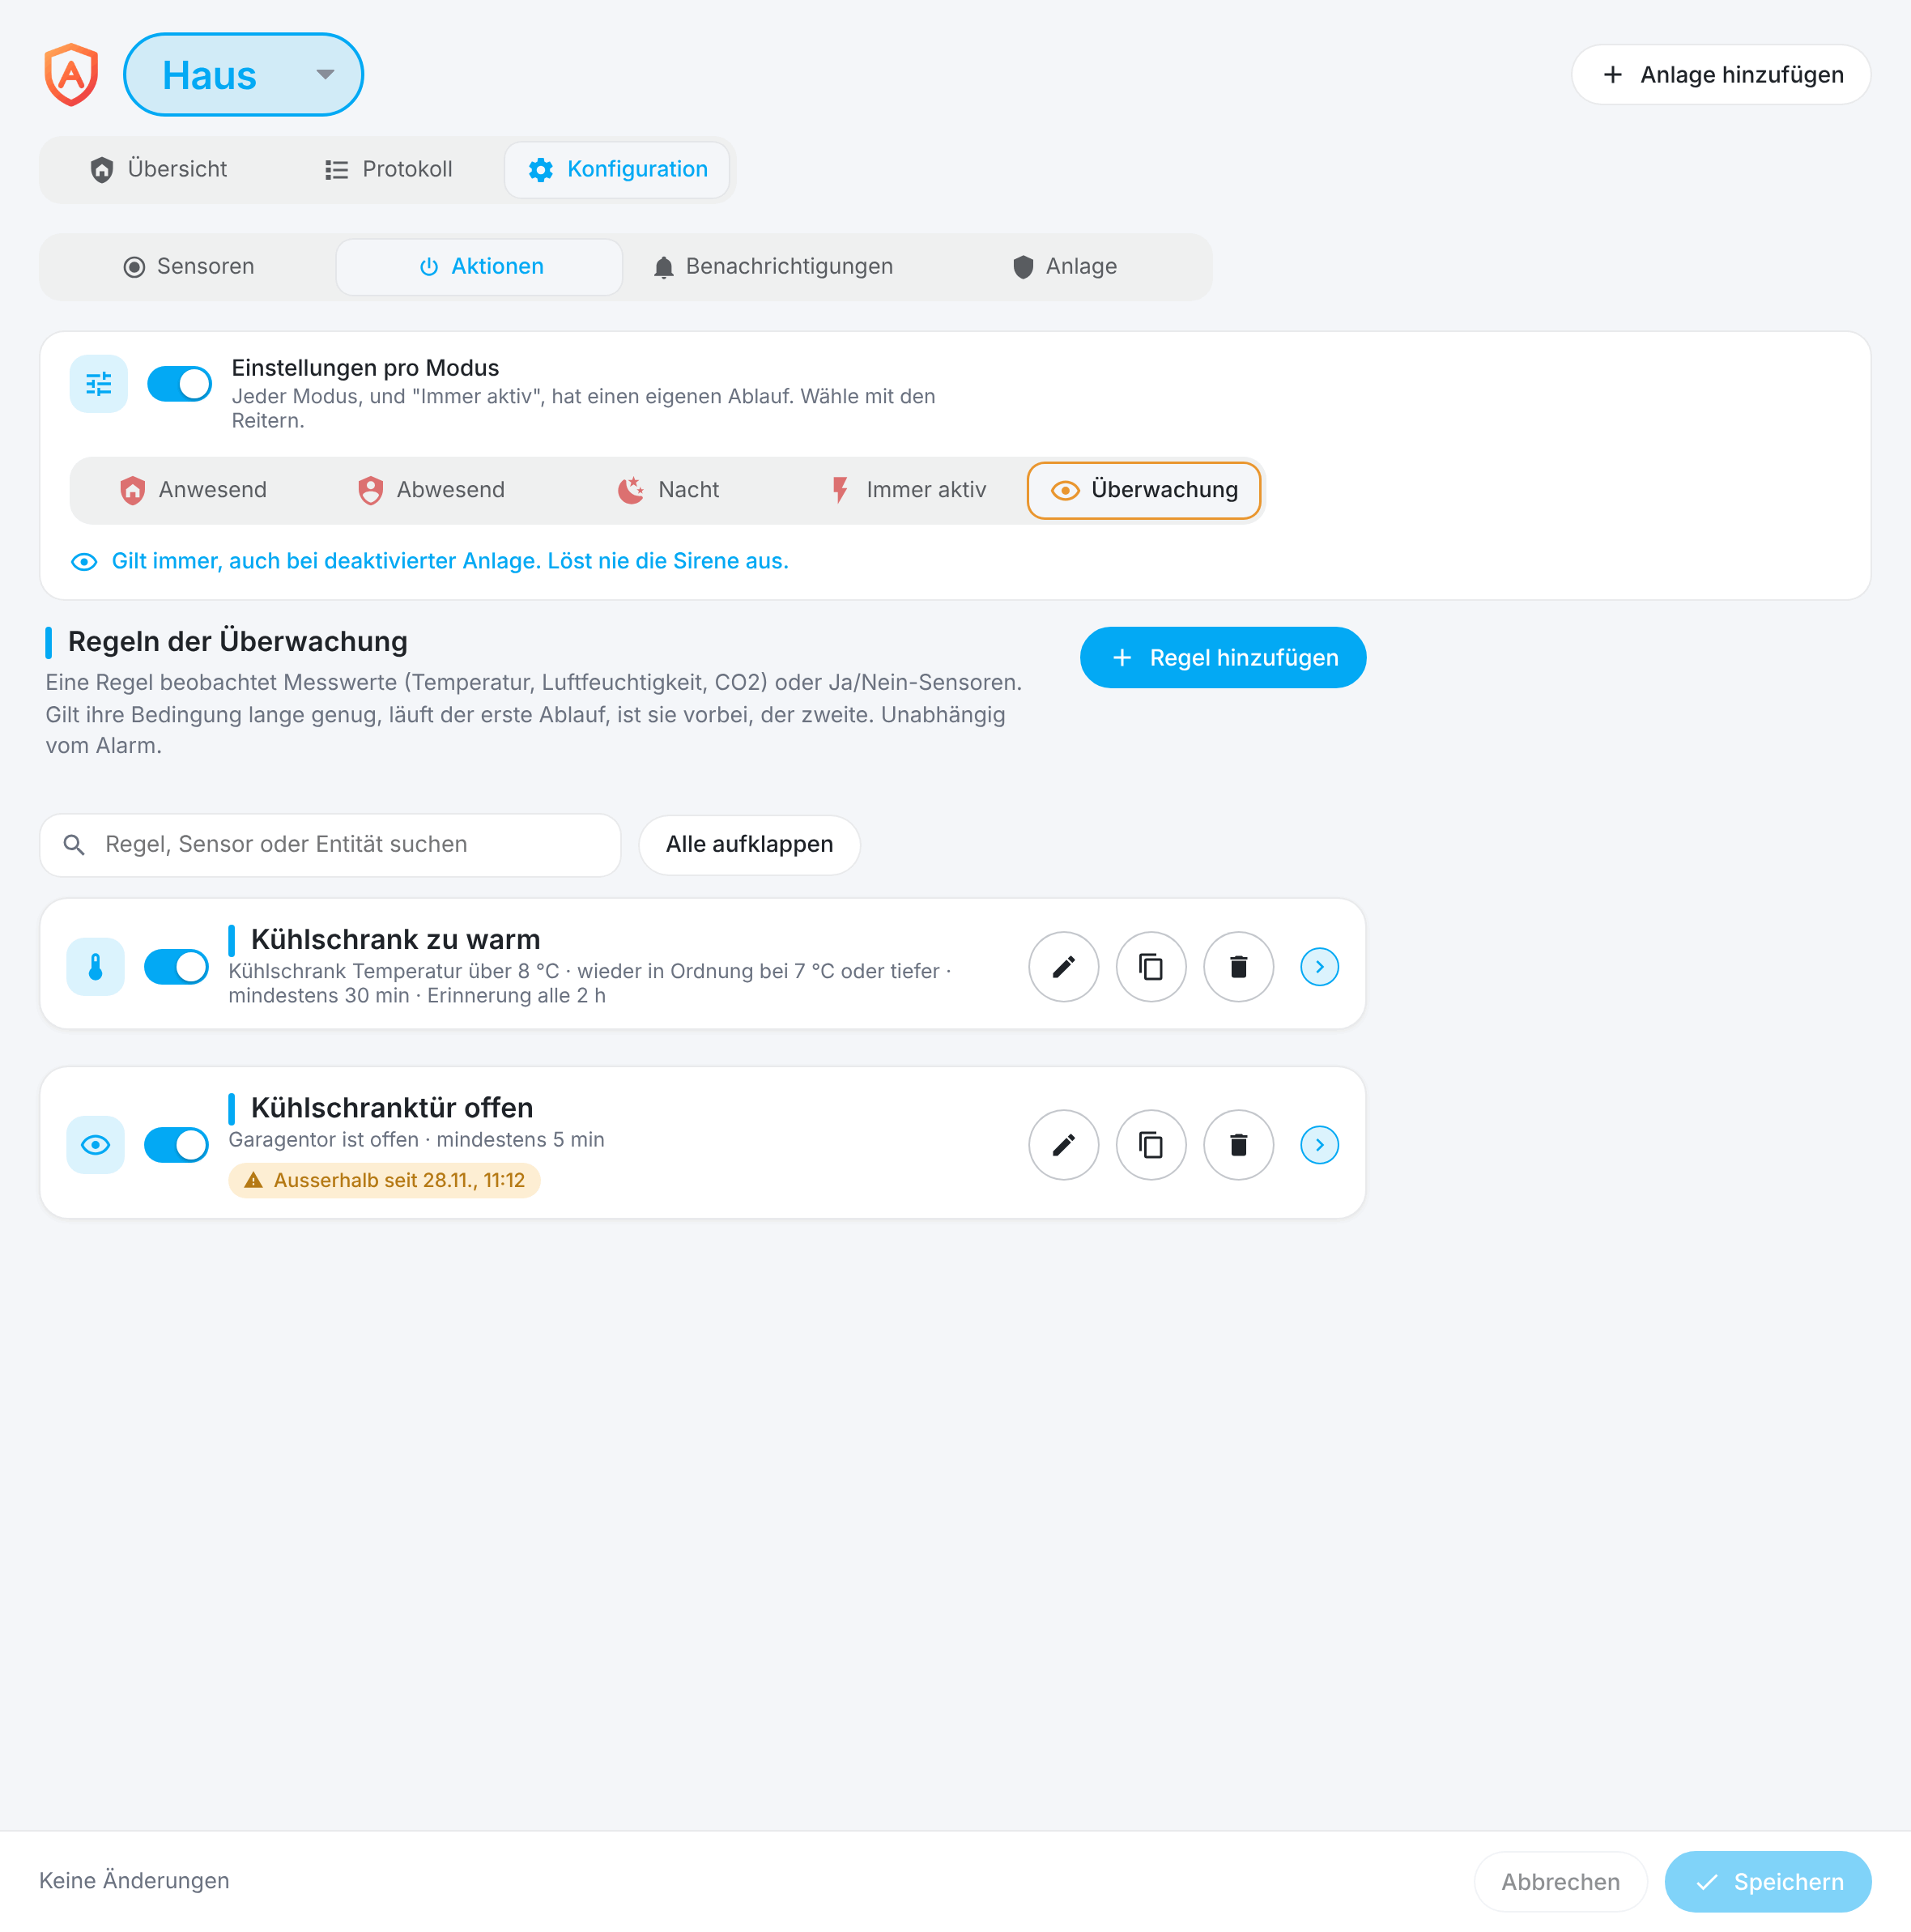 Haus
Anlage hinzufügen
Übersicht
Protokoll
Konfiguration
Sensoren
Aktionen
Benachrichtigungen
Anlage
Einstellungen pro Modus
Jeder Modus, und "Immer aktiv", hat einen eigenen Ablauf. Wähle mit den
Reitern.
Anwesend
Abwesend
Nacht
Immer aktiv
Überwachung
Gilt immer, auch bei deaktivierter Anlage. Löst nie die Sirene aus.
Regeln der Überwachung
Regel hinzufügen
Eine Regel beobachtet Messwerte (Temperatur, Luftfeuchtigkeit, CO2) oder Ja/Nein-Sensoren.
Gilt ihre Bedingung lange genug, läuft der erste Ablauf, ist sie vorbei, der zweite. Unabhängig
vom Alarm.
Regel, Sensor oder Entität suchen
Alle aufklappen
Kühlschrank zu warm
Kühlschrank Temperatur über 8 °C · wieder in Ordnung bei 7 °C oder tiefer ·
mindestens 30 min · Erinnerung alle 2 h
Kühlschranktür offen
Garagentor ist offen · mindestens 5 min
Ausserhalb seit 28.11., 11:12
Keine Änderungen
Abbrechen
Speichern